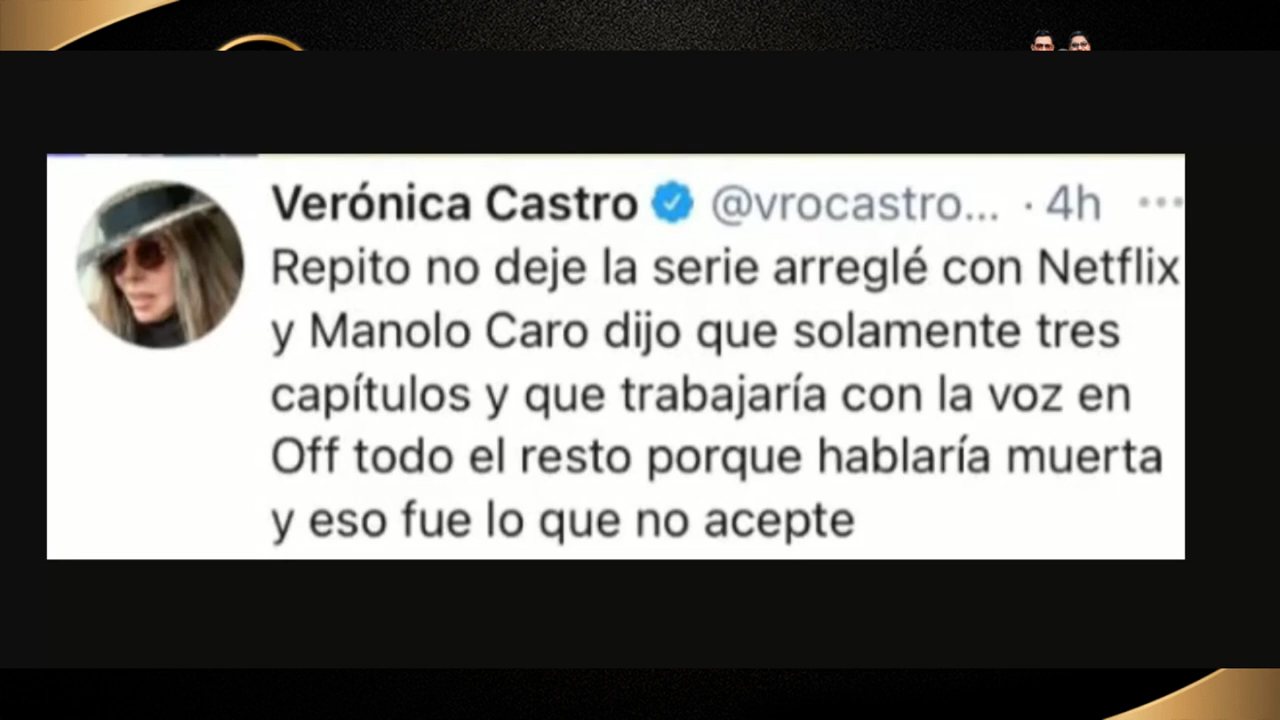 Verónica Castro @vrocastro... · 4h ...
Repito no deje la serie arreglé con Netflix
y Manolo Caro dijo que solamente tres
capítulos y que trabajaría con la voz en
Off todo el resto porque hablaría muerta
y eso fue lo que no acepte